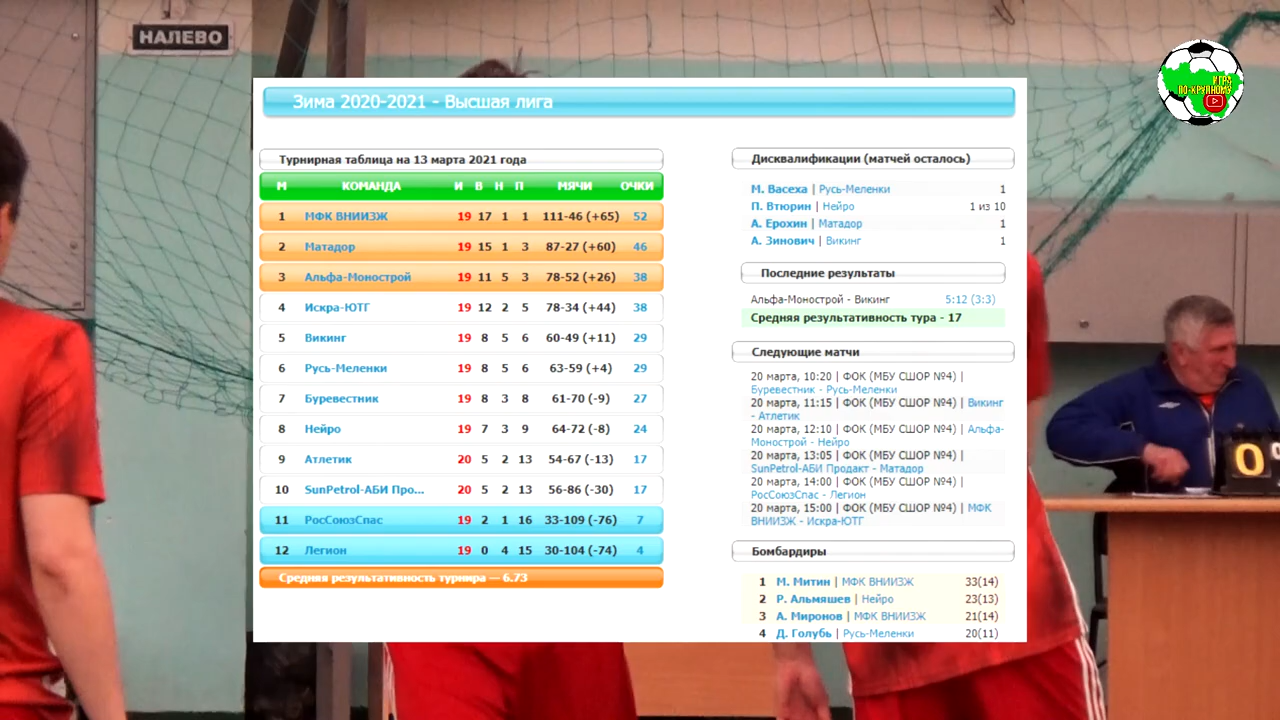 НАЛЕВО
ИГРА
ПО-КРУПНОМУ
Зима 2020-2021 - Высшая лига
Турнирная таблица на 13 марта 2021 года
М КОМАНДА И В Н П МЯЧИ ОЧКИ
1 МФК ВНИИЗЖ 19 17 1 1 111-46 (+65) 52
2 Матадор 19 15 1 3 87-27 (+60) 46
3 Альфа-Монострой 19 11 5 3 78-52 (+26) 38
4 Искра-ЮТГ 19 12 2 5 78-34 (+44) 38
5 Викинг 19 8 5 6 60-49 (+11) 29
6 Русь-Меленки 19 8 5 6 63-59 (+4) 29
7 Буревестник 19 8 3 8 61-70 (-9) 27
8 Нейро 19 7 3 9 64-72 (-8) 24
9 Атлетик 20 5 2 13 54-67 (-13) 17
10 SunPetrol-АБИ Про... 20 5 2 13 56-86 (-30) 17
11 РосСоюзСпас 19 2 1 16 33-109 (-76) 7
12 Легион 19 0 4 15 30-104 (-74) 4
Средняя результативность турнира — 6.73
Дисквалификации (матчей осталось)
М. Васеха | Русь-Меленки 1
П. Втюрин | Нейро 1 из 10
А. Ерохин | Матадор 1
А. Зинович | Викинг 1
Последние результаты
Альфа-Монострой - Викинг 5:12 (3:3)
Средняя результативность тура - 17
Следующие матчи
20 марта, 10:20 | ФОК (МБУ СШОР №4) |
Буревестник - Русь-Меленки
20 марта, 11:15 | ФОК (МБУ СШОР №4) | Викинг
- Атлетик
20 марта, 12:10 | ФОК (МБУ СШОР №4) | Альфа-
Монострой - Нейро
20 марта, 13:05 | ФОК (МБУ СШОР №4) |
SunPetrol-АБИ Продакт - Матадор
20 марта, 14:00 | ФОК (МБУ СШОР №4) |
РосСоюзСпас - Легион
20 марта, 15:00 | ФОК (МБУ СШОР №4) | МФК
ВНИИЗЖ - Искра-ЮТГ
Бомбардиры
1 М. Митин | МФК ВНИИЗЖ 33(14)
2 Р. Альмяшев | Нейро 23(13)
3 А. Миронов | МФК ВНИИЗЖ 21(14)
4 Д. Голубь | Русь-Меленки 20(11)
0